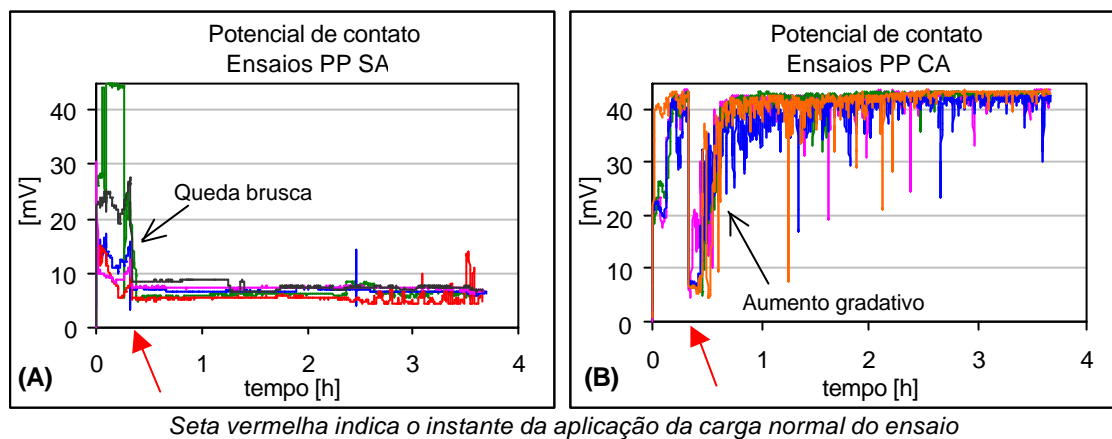 Potencial de contato
Ensaios PP SA
40
30
20
10
0
[mV]
Queda brusca
0
1
2
3
4
tempo [h]
(A)
Potencial de contato
Ensaios PP CA
40
30
20
10
0
[mV]
Aumento gradativo
0
1
2
3
4
tempo [h]
(B)
Seta vermelha indica o instante da aplicação da carga normal do ensaio